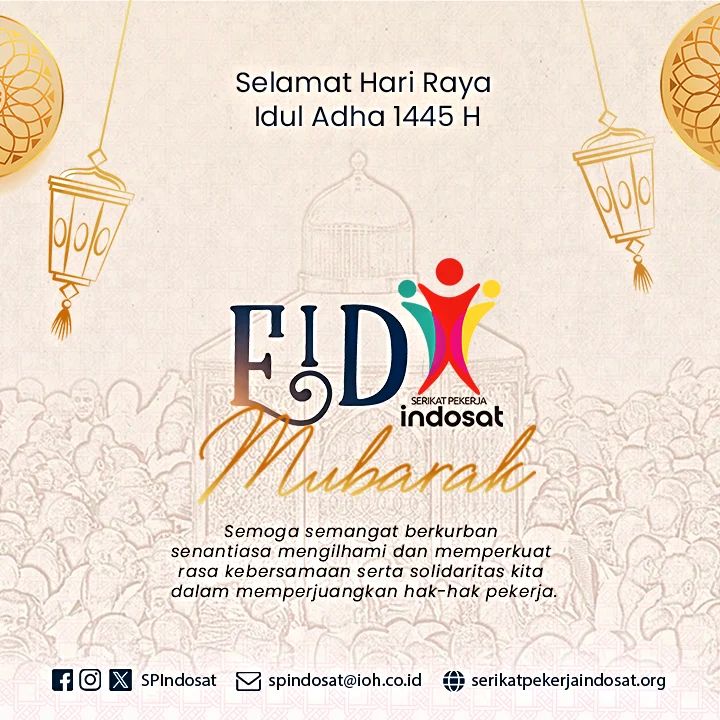 Selamat Hari Raya
Idul Adha 1445 H
EiD
SERIKAT PEKERJA
indosat
Mubarak
Semoga semangat berkurban
senantiasa mengilhami dan memperkuat
rasa kebersamaan serta solidaritas kita
dalam memperjuangkan hak-hak pekerja.
SPIndosat spindosat@ioh.co.id serikatpekerjaindosat.org